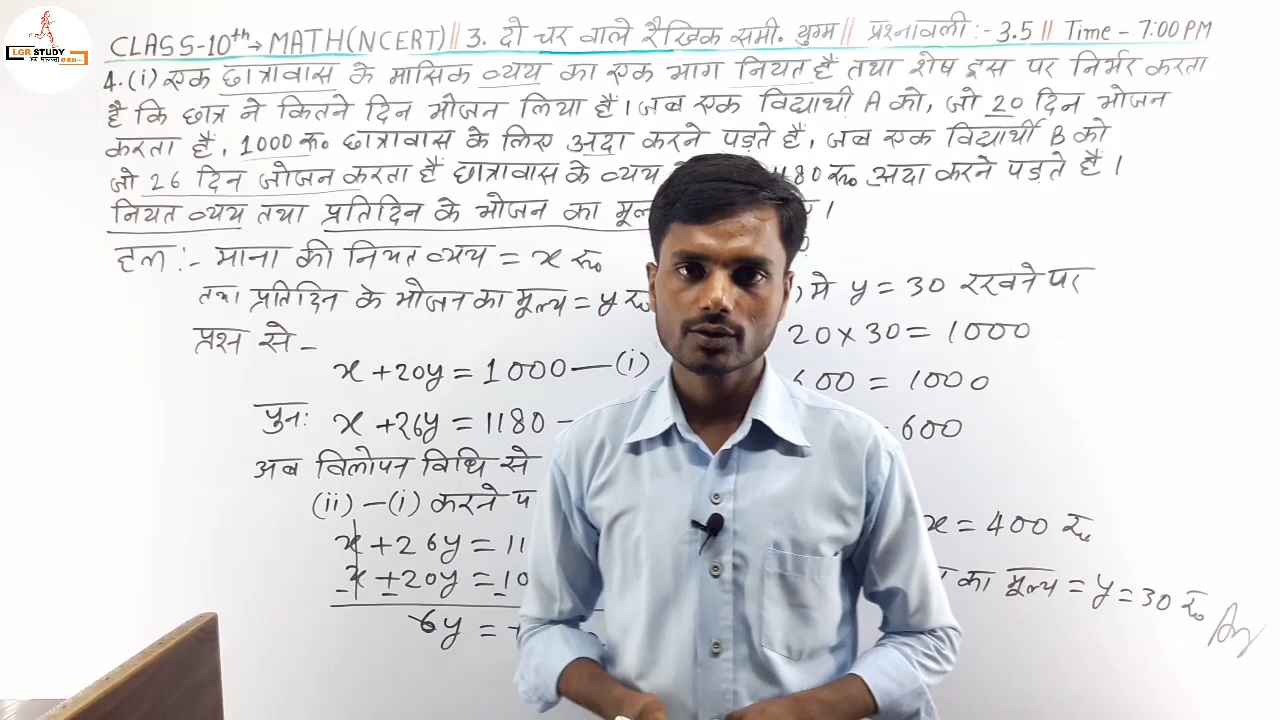 LGR STUDY
CLASS-10th → MATH(NCERT) || 3. दो चर वाले रैखिक समी. युग्म || प्रश्नावली :- 3.5 || Time - 7:00 PM
4.(i) एक छात्रावास के मासिक व्यय का एक भाग नियत है तथा शेष इस पर निर्भर करता
है कि छात्र ने कितने दिन भोजन लिया है। जब एक विद्यार्थी A को, जो 20 दिन भोजन
करता है, 1000 रु० छात्रावास के लिए अदा करने पड़ते हैं, जब एक विद्यार्थी B को
जो 26 दिन भोजन करता है छात्रावास के व्यय 80 रु० अदा करने पड़ते हैं।
नियत व्यय तथा प्रतिदिन के भोजन का मूल
हल :- माना की नियत व्यय = x रु०
तथा प्रतिदिन के भोजन का मूल्य = y रु०
प्रश्न से -
x + 20y = 1000 — (i)
पुनः x + 26y = 1180 -
अब विलोपन विधि से
(ii) - (i) करने प
x + 26y = 11
x + 20y = 10
- - -
6y =
मे y = 30 रखने पर
20 × 30 = 1000
600 = 1000
600
x = 400 रु०
का मूल्य = y = 30 रु०